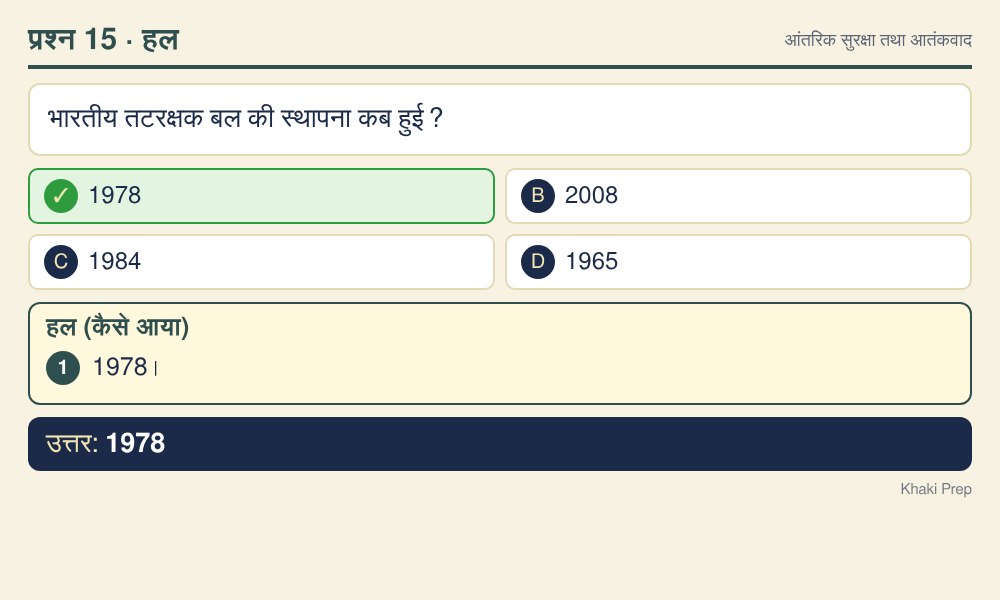 प्रश्न 15 · हल
आंतरिक सुरक्षा तथा आतंकवाद
भारतीय तटरक्षक बल की स्थापना कब हुई ?
✓ 1978
B 2008
C 1984
D 1965
हल (कैसे आया)
1 1978।
उत्तर: 1978
Khaki Prep